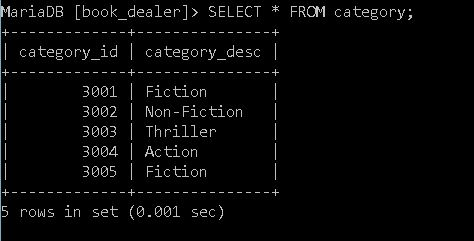 MariaDB [book_dealer]> SELECT * FROM category;
+-------------+---------------+
| category_id | category_desc |
+-------------+---------------+
|        3001 | Fiction       |
|        3002 | Non-Fiction   |
|        3003 | Thriller      |
|        3004 | Action        |
|        3005 | Fiction       |
+-------------+---------------+
5 rows in set (0.001 sec)